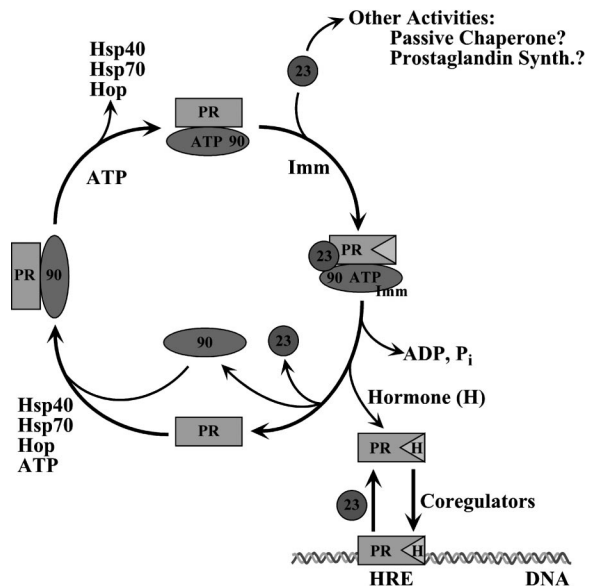 Other Activities:
Passive Chaperone?
Prostaglandin Synth.?
23
Hsp40
Hsp70
Hop
PR
ATP 90
ATP
Imm
PR
90
23
PR
90 ATP
Imm
90
23
ADP, Pi
Hormone (H)
Hsp40
Hsp70
Hop
ATP
PR
PR
H
23
Coregulators
PR
H
HRE
DNA